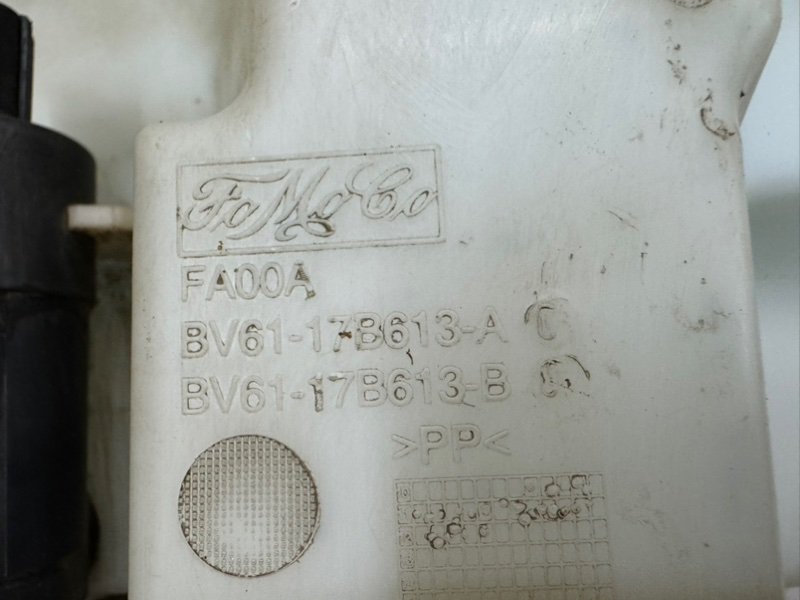 FoMoCo
FA00A
BV61-17B613-A C
BV61-17B613-B
>PP<